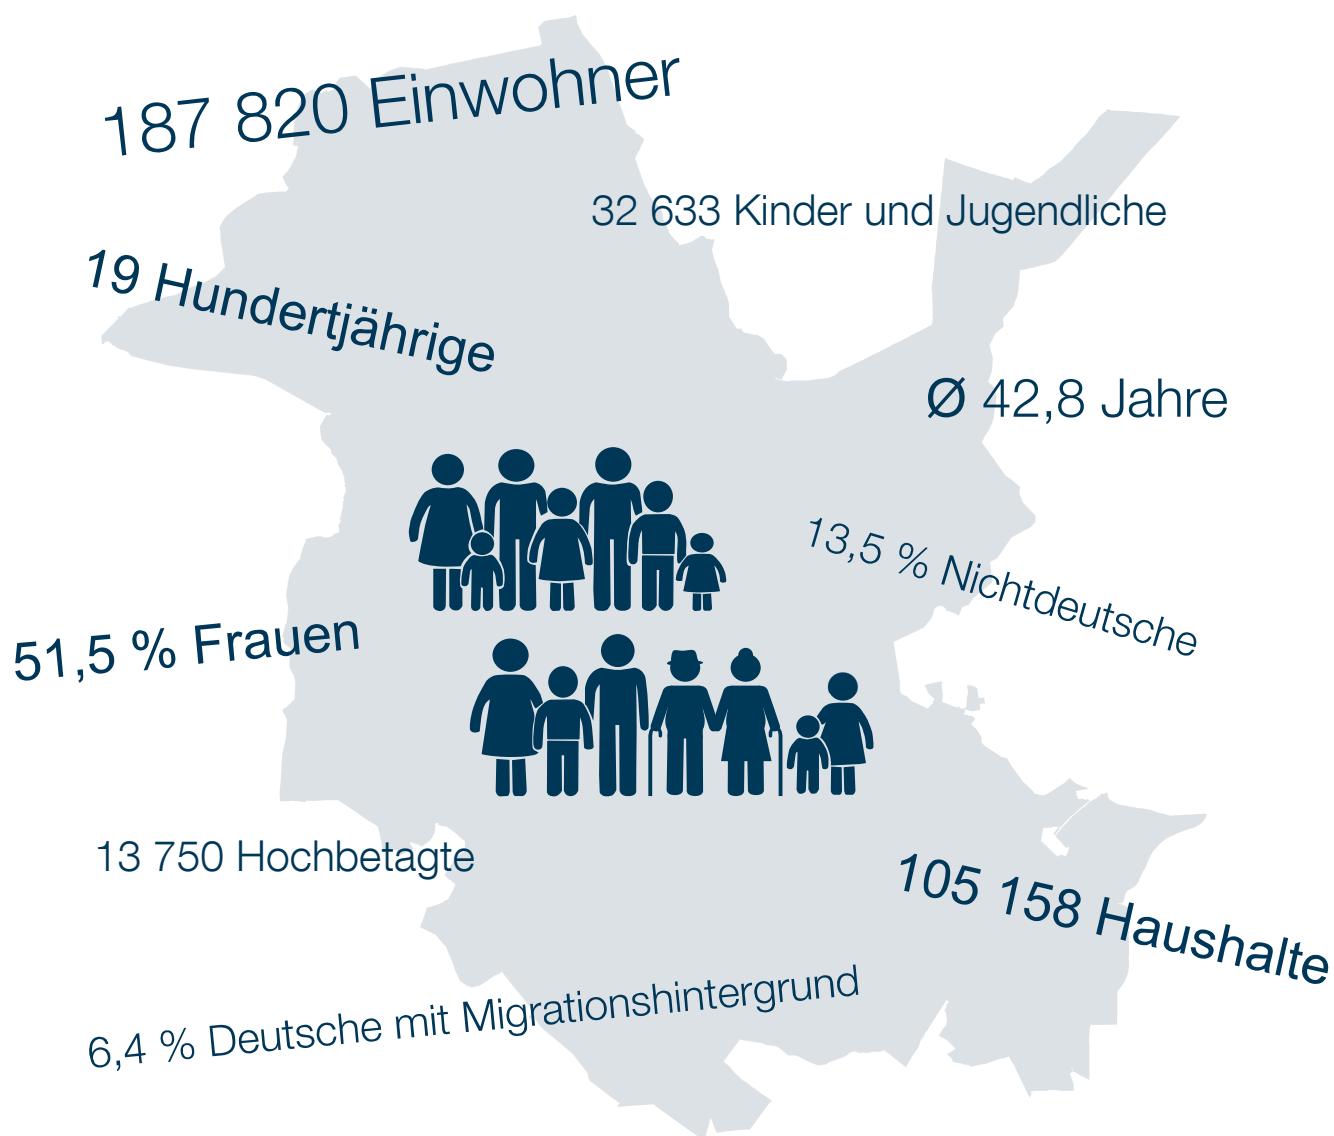 187 820 Einwohner
32 633 Kinder und Jugendliche
19 Hundertjährige
Ø 42,8 Jahre
13,5 % Nichtdeutsche
51,5 % Frauen
13 750 Hochbetagte
105 158 Haushalte
6,4 % Deutsche mit Migrationshintergrund